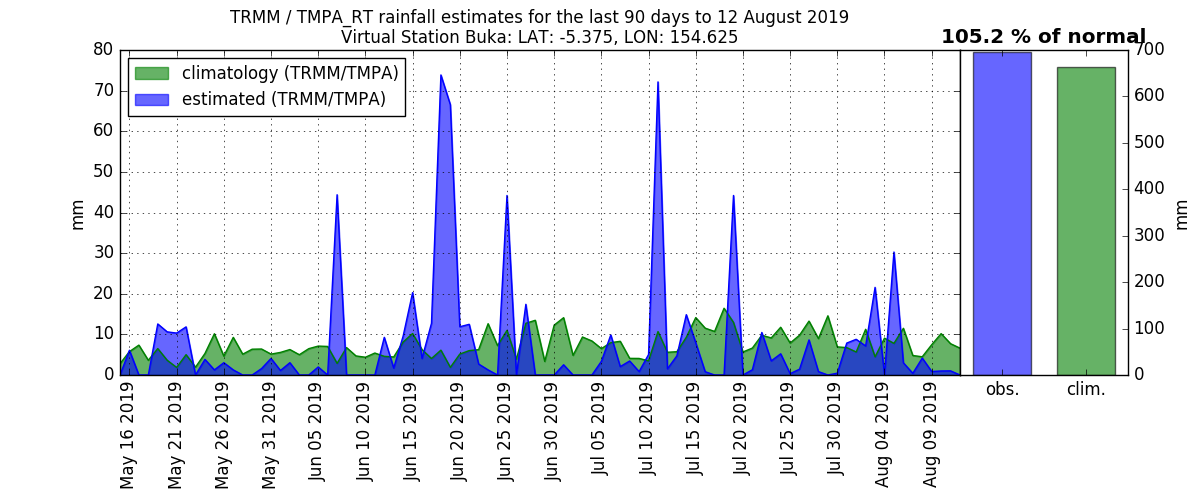 TRMM / TMPA_RT rainfall estimates for the last 90 days to 12 August 2019
Virtual Station Buka: LAT: -5.375, LON: 154.625
105.2 % of normal
climatology (TRMM/TMPA)
estimated (TRMM/TMPA)
80
70
60
50
40
30
20
10
0
mm
May 16 2019
May 21 2019
May 26 2019
May 31 2019
Jun 05 2019
Jun 10 2019
Jun 15 2019
Jun 20 2019
Jun 25 2019
Jun 30 2019
Jul 05 2019
Jul 10 2019
Jul 15 2019
Jul 20 2019
Jul 25 2019
Jul 30 2019
Aug 04 2019
Aug 09 2019
700
600
500
400
300
200
100
0
mm
obs.
clim.